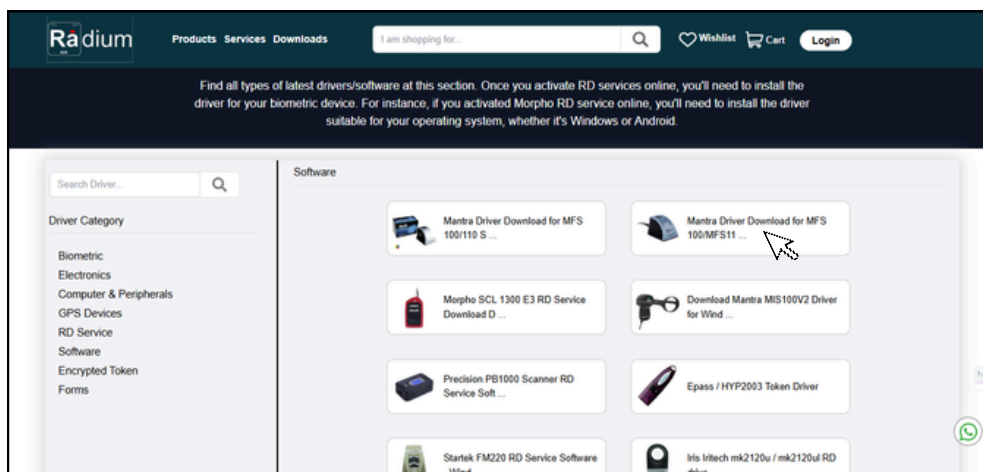 Radium
Products Services Downloads
I am shopping for...
Wishlist
Cart
Login
Find all types of latest drivers/software at this section. Once you activate RD services online, you'll need to install the
driver for your biometric device. For instance, if you activated Morpho RD service online, you'll need to install the driver
suitable for your operating system, whether it's Windows or Android.
Search Driver...
Driver Category
Biometric
Electronics
Computer & Peripherals
GPS Devices
RD Service
Software
Encrypted Token
Forms
Software
Mantra Driver Download for MFS
100/110 S ...
Mantra Driver Download for MFS
100/MFS11 ...
Morpho SCL 1300 E3 RD Service
Download D ...
Download Mantra MIS100V2 Driver
for Wind ...
Precision PB1000 Scanner RD
Service Soft ...
Epass / HYP2003 Token Driver
Startek FM220 RD Service Software
Iris Iritech mk2120u / mk2120ul RD